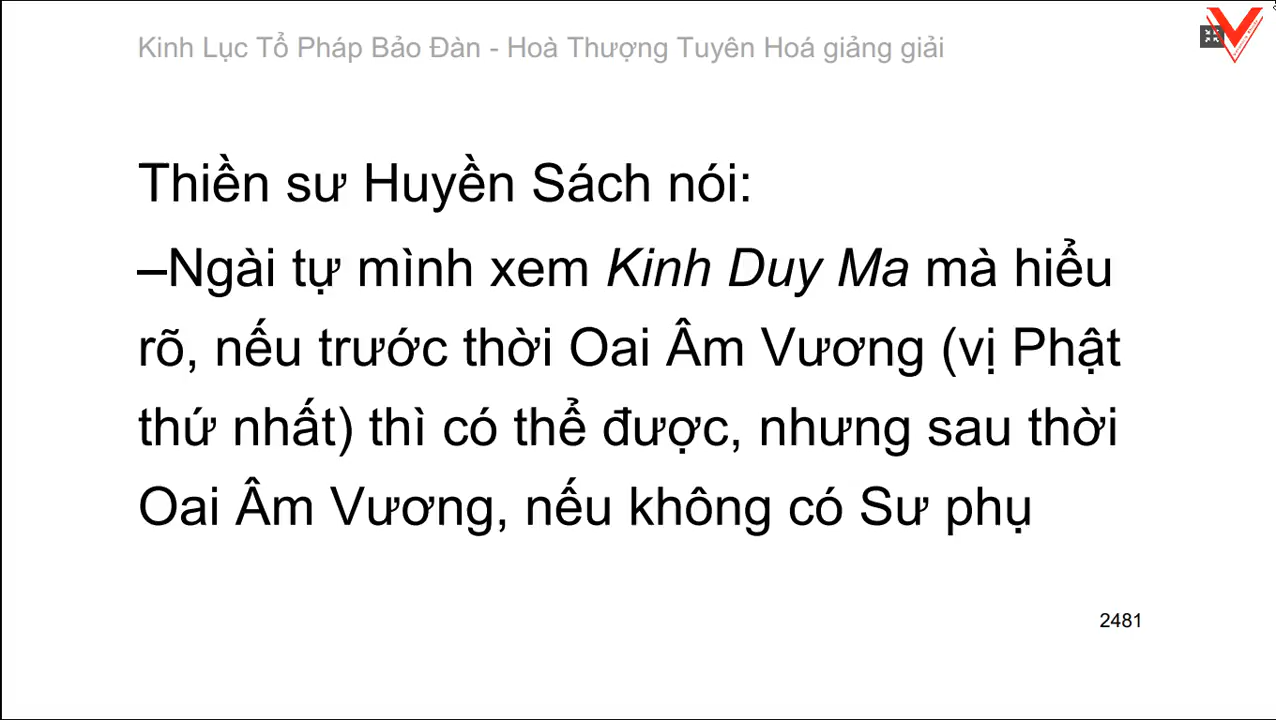 Kinh Lục Tổ Pháp Bảo Đàn - Hoà Thượng Tuyên Hoá giảng giải
Thiền sư Huyền Sách nói:
–Ngài tự mình xem Kinh Duy Ma mà hiểu
rõ, nếu trước thời Oai Âm Vương (vị Phật
thứ nhất) thì có thể được, nhưng sau thời
Oai Âm Vương, nếu không có Sư phụ
2481